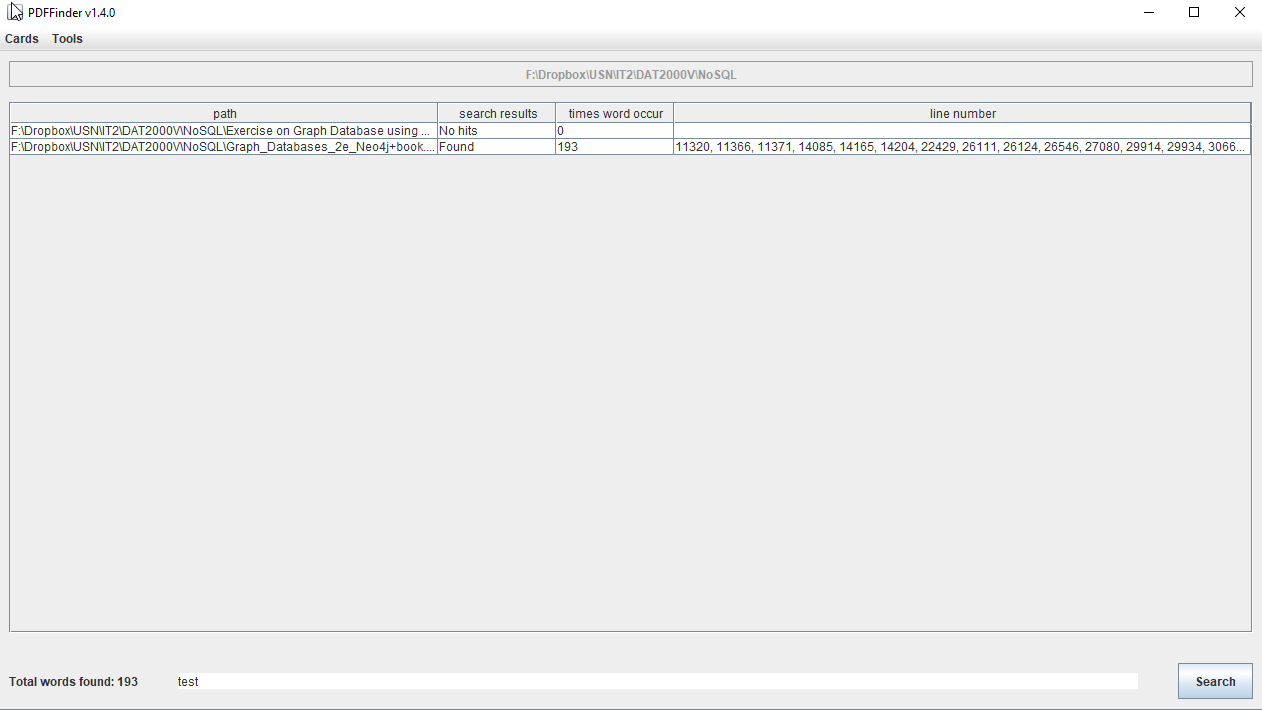 PDFFinder v1.4.0
Cards Tools
F:\Dropbox\USN\IT2\DAT2000V\NoSQL
path search results times word occur line number
F:\Dropbox\USN\IT2\DAT2000V\NoSQL\Exercise on Graph Database using ... No hits 0
F:\Dropbox\USN\IT2\DAT2000V\NoSQL\Graph_Databases_2e_Neo4j+book.... Found 193 11320, 11366, 11371, 14085, 14165, 14204, 22429, 26111, 26124, 26546, 27080, 29914, 29934, 3066...
Total words found: 193 test Search